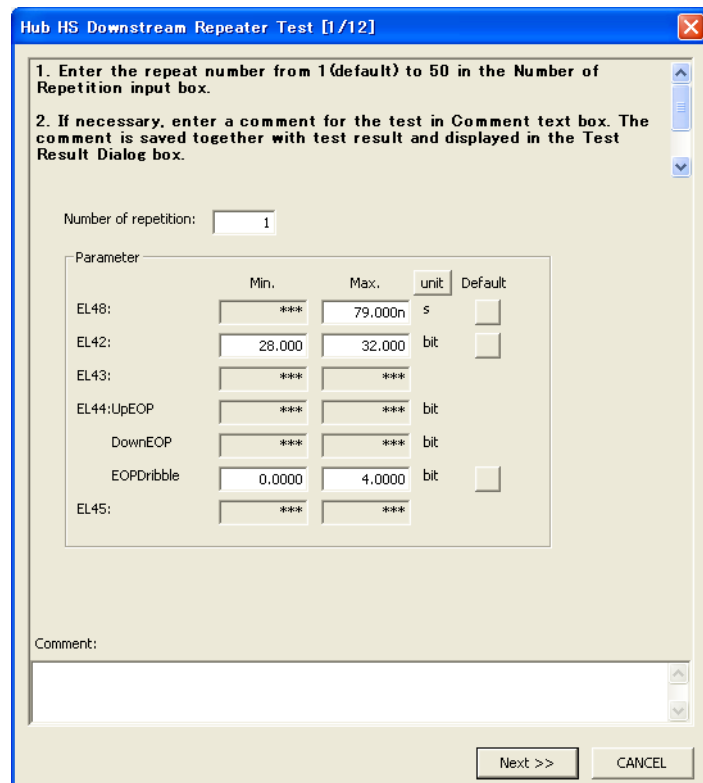 Hub HS Downstream Repeater Test [1/12]
1. Enter the repeat number from 1(default) to 50 in the Number of
Repetition input box.
2. If necessary, enter a comment for the test in Comment text box. The
comment is saved together with test result and displayed in the Test
Result Dialog box.
Number of repetition: 1
Parameter
Min. Max. unit Default
EL48: *** 79.000n s
EL42: 28.000 32.000 bit
EL43: *** ***
EL44:UpEOP *** *** bit
DownEOP *** *** bit
EOPDribble 0.0000 4.0000 bit
EL45: *** ***
Comment:
Next >> CANCEL